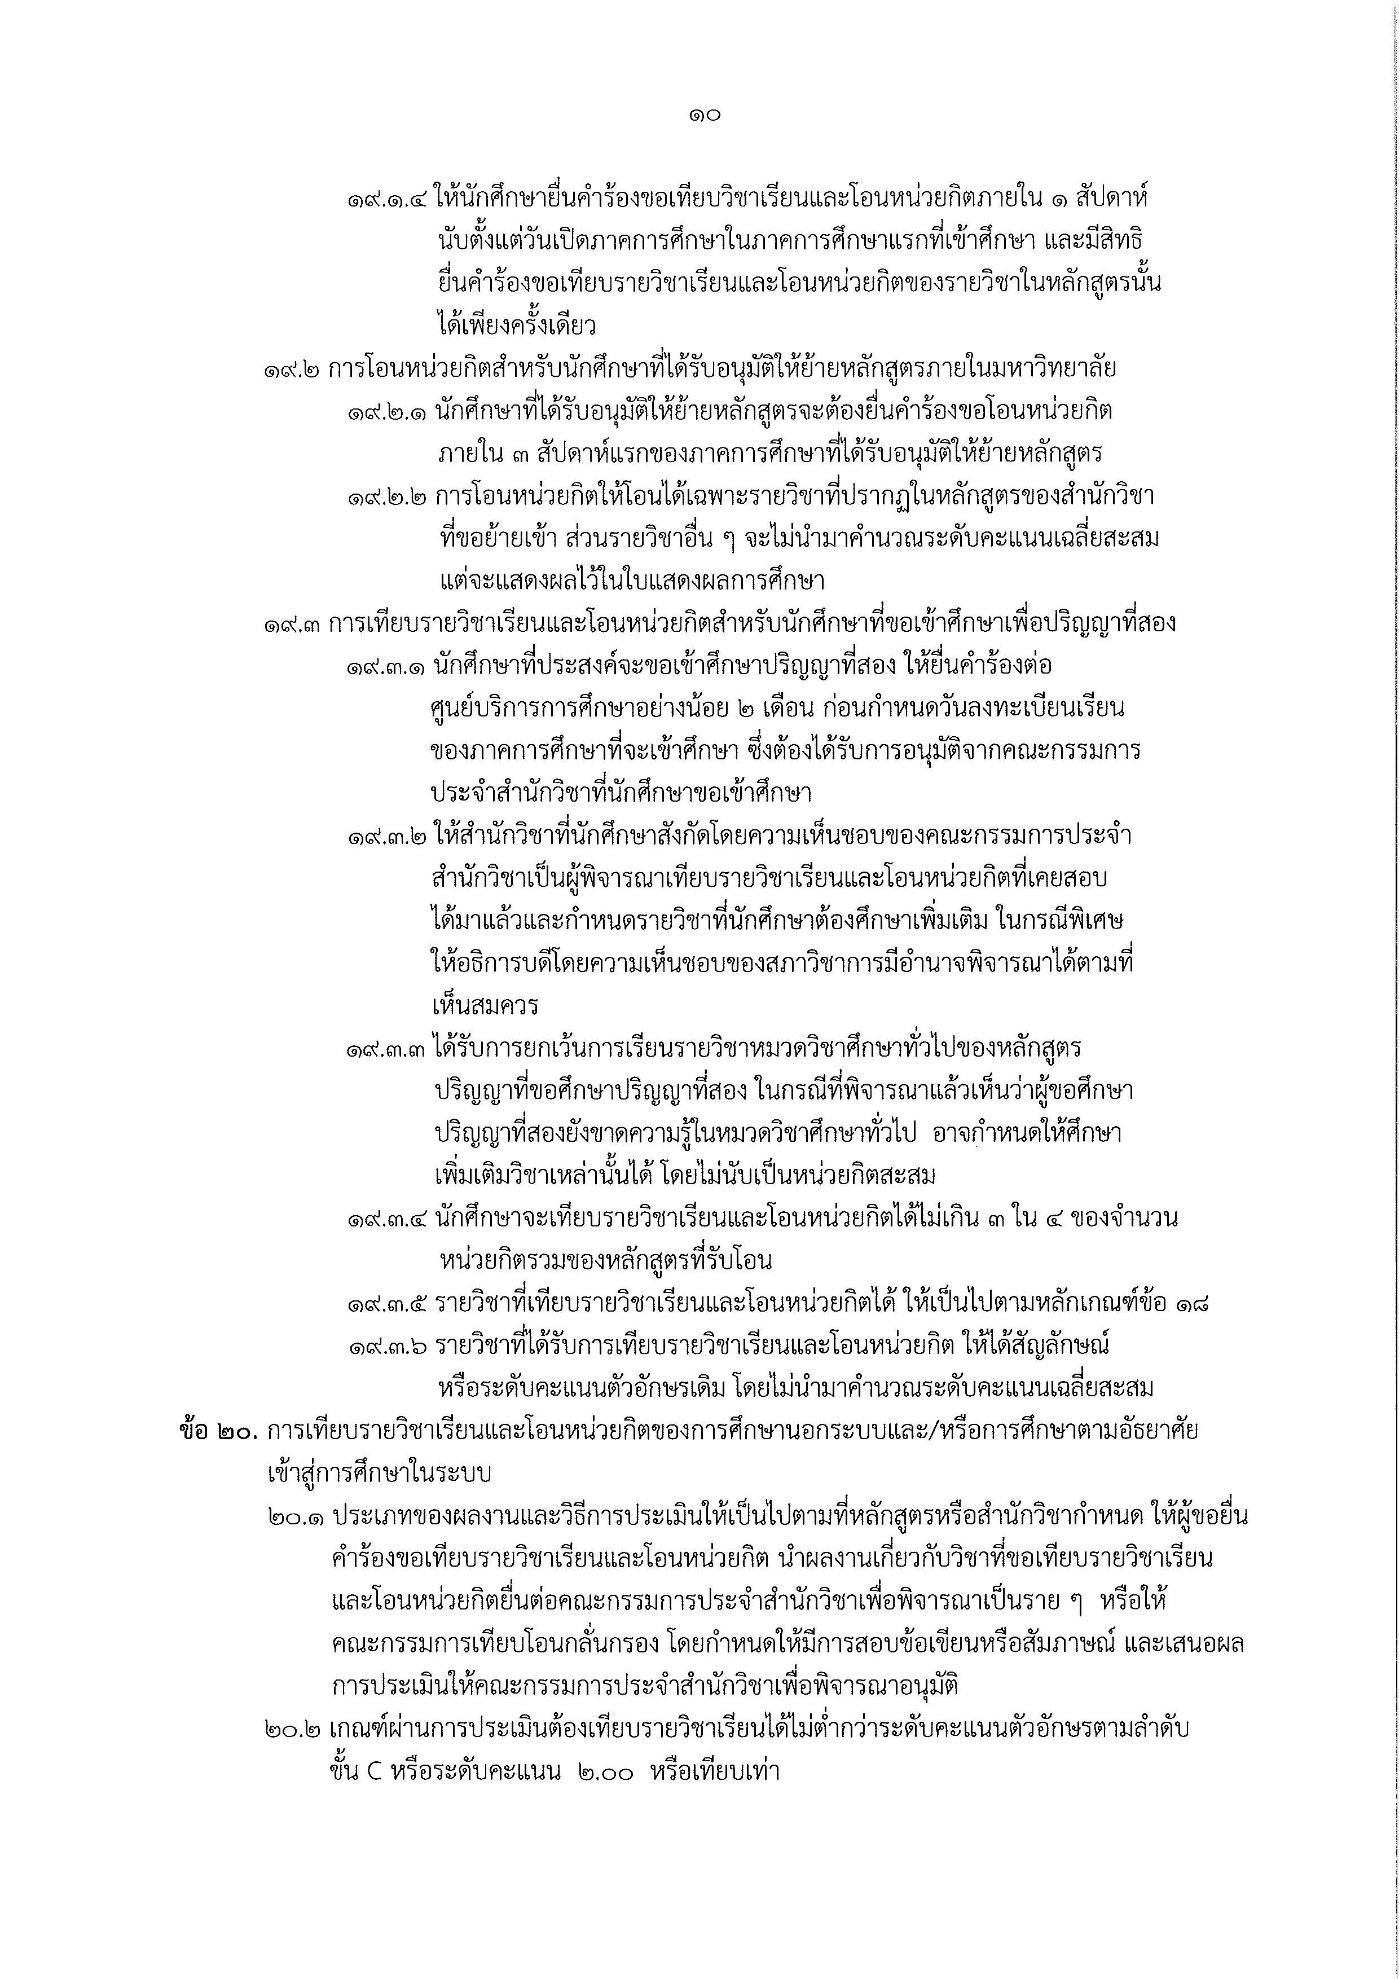 ๑๐
๑๙.๑.๔ ให้นักศึกษายื่นคำร้องขอเทียบวิชาเรียนและโอนหน่วยกิตภายใน ๑ สัปดาห์
นับตั้งแต่วันเปิดภาคการศึกษาในภาคการศึกษาแรกที่เข้าศึกษา และมีสิทธิ
ยื่นคำร้องขอเทียบรายวิชาเรียนและโอนหน่วยกิตของรายวิชาในหลักสูตรนั้น
ได้เพียงครั้งเดียว
๑๙.๒ การโอนหน่วยกิตสำหรับนักศึกษาที่ได้รับอนุมัติให้ย้ายหลักสูตรภายในมหาวิทยาลัย
๑๙.๒.๑ นักศึกษาที่ได้รับอนุมัติให้ย้ายหลักสูตรจะต้องยื่นคำร้องขอโอนหน่วยกิต
ภายใน ๓ สัปดาห์แรกของภาคการศึกษาที่ได้รับอนุมัติให้ย้ายหลักสูตร
๑๙.๒.๒ การโอนหน่วยกิตให้โอนได้เฉพาะรายวิชาที่ปรากฏในหลักสูตรของสำนักวิชา
ที่ขอย้ายเข้า ส่วนรายวิชาอื่น ๆ จะไม่นำมาคำนวณระดับคะแนนเฉลี่ยสะสม
แต่จะแสดงผลไว้ในใบแสดงผลการศึกษา
๑๙.๓ การเทียบรายวิชาเรียนและโอนหน่วยกิตสำหรับนักศึกษาที่ขอเข้าศึกษาเพื่อปริญญาที่สอง
๑๙.๓.๑ นักศึกษาที่ประสงค์จะขอเข้าศึกษาปริญญาที่สอง ให้ยื่นคำร้องต่อ
ศูนย์บริการการศึกษาอย่างน้อย ๒ เดือน ก่อนกำหนดวันลงทะเบียนเรียน
ของภาคการศึกษาที่จะเข้าศึกษา ซึ่งต้องได้รับการอนุมัติจากคณะกรรมการ
ประจำสำนักวิชาที่นักศึกษาขอเข้าศึกษา
๑๙.๓.๒ ให้สำนักวิชาที่นักศึกษาสังกัดโดยความเห็นชอบของคณะกรรมการประจำ
สำนักวิชาเป็นผู้พิจารณาเทียบรายวิชาเรียนและโอนหน่วยกิตที่เคยสอบ
ได้มาแล้วและกำหนดรายวิชาที่นักศึกษาต้องศึกษาเพิ่มเติม ในกรณีพิเศษ
ให้อธิการบดีโดยความเห็นชอบของสภาวิชาการมีอำนาจพิจารณาได้ตามที่
เห็นสมควร
๑๙.๓.๓ ได้รับการยกเว้นการเรียนรายวิชาหมวดวิชาศึกษาทั่วไปของหลักสูตร
ปริญญาที่ขอศึกษาปริญญาที่สอง ในกรณีที่พิจารณาแล้วเห็นว่าผู้ขอศึกษา
ปริญญาที่สองยังขาดความรู้ในหมวดวิชาศึกษาทั่วไป อาจกำหนดให้ศึกษา
เพิ่มเติมวิชาเหล่านั้นได้ โดยไม่นับเป็นหน่วยกิตสะสม
๑๙.๓.๔ นักศึกษาจะเทียบรายวิชาเรียนและโอนหน่วยกิตได้ไม่เกิน ๓ ใน ๔ ของจำนวน
หน่วยกิตรวมของหลักสูตรที่รับโอน
๑๙.๓.๕ รายวิชาที่เทียบรายวิชาเรียนและโอนหน่วยกิตได้ ให้เป็นไปตามหลักเกณฑ์ข้อ ๑๘
๑๙.๓.๖ รายวิชาที่ได้รับการเทียบรายวิชาเรียนและโอนหน่วยกิต ให้ได้สัญลักษณ์
หรือระดับคะแนนตัวอักษรเดิม โดยไม่นำมาคำนวณระดับคะแนนเฉลี่ยสะสม
ข้อ ๒๐. การเทียบรายวิชาเรียนและโอนหน่วยกิตของการศึกษานอกระบบและ/หรือการศึกษาตามอัธยาศัย
เข้าสู่การศึกษาในระบบ
๒๐.๑ ประเภทของผลงานและวิธีการประเมินให้เป็นไปตามที่หลักสูตรหรือสำนักวิชากำหนด ให้ผู้ขอยื่น
คำร้องขอเทียบรายวิชาเรียนและโอนหน่วยกิต นำผลงานเกี่ยวกับวิชาที่ขอเทียบรายวิชาเรียน
และโอนหน่วยกิตยื่นต่อคณะกรรมการประจำสำนักวิชาเพื่อพิจารณาเป็นราย ๆ หรือให้
คณะกรรมการเทียบโอนกลั่นกรอง โดยกำหนดให้มีการสอบข้อเขียนหรือสัมภาษณ์ และเสนอผล
การประเมินให้คณะกรรมการประจำสำนักวิชาเพื่อพิจารณาอนุมัติ
๒๐.๒ เกณฑ์ผ่านการประเมินต้องเทียบรายวิชาเรียนได้ไม่ต่ำกว่าระดับคะแนนตัวอักษรตามลำดับ
ขั้น C หรือระดับคะแนน ๒.๐๐ หรือเทียบเท่า